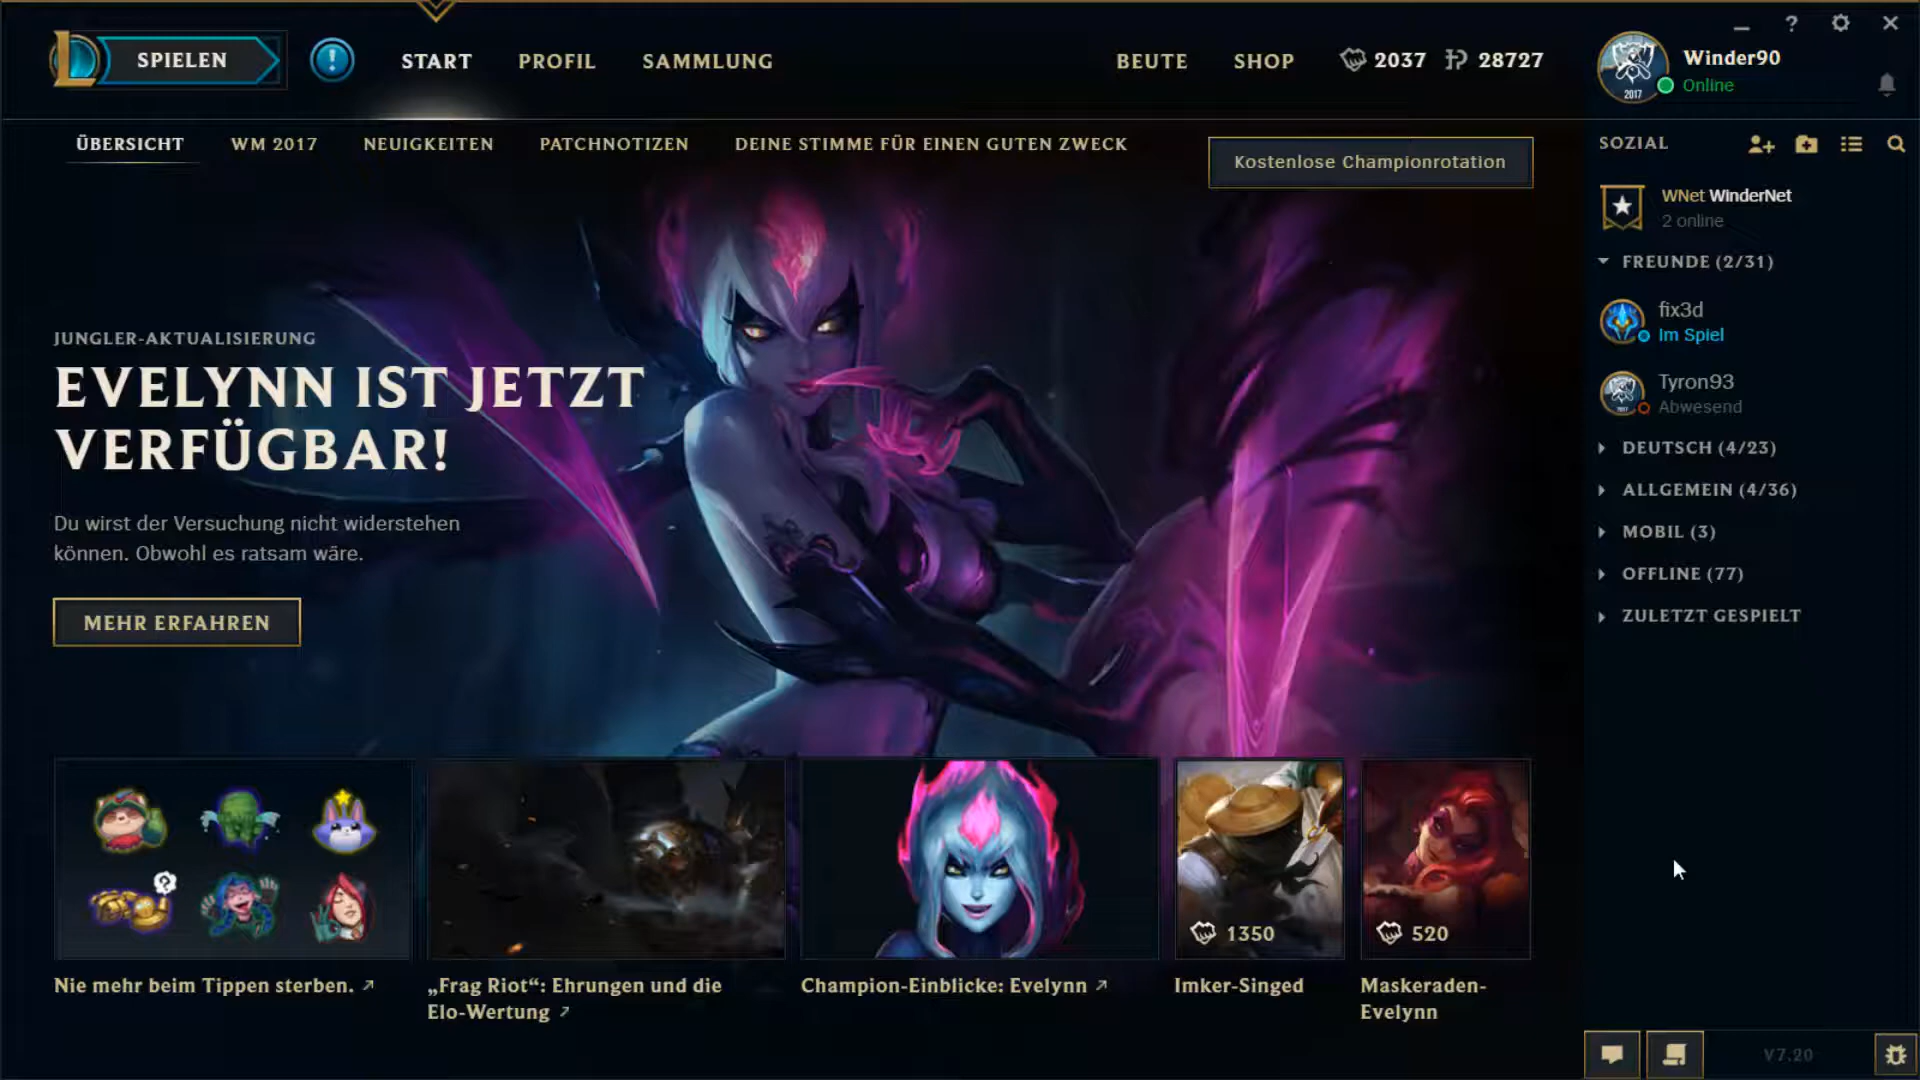 SPIELEN
START
PROFIL
SAMMLUNG
BEUTE
SHOP
2037
28727
?
Winder90
Online
2017
ÜBERSICHT
WM 2017
NEUIGKEITEN
PATCHNOTIZEN
DEINE STIMME FÜR EINEN GUTEN ZWECK
Kostenlose Championrotation
JUNGLER-AKTUALISIERUNG
EVELYNN IST JETZT
VERFÜGBAR!
Du wirst der Versuchung nicht widerstehen
können. Obwohl es ratsam wäre.
MEHR ERFAHREN
?
Nie mehr beim Tippen sterben. ↗
„Frag Riot“: Ehrungen und die
Elo-Wertung ↗
Champion-Einblicke: Evelynn ↗
1350
Imker-Singed
520
Maskeraden-
Evelynn
SOZIAL
WNet WinderNet
2 online
FREUNDE (2/31)
fix3d
Im Spiel
Tyron93
Abwesend
DEUTSCH (4/23)
ALLGEMEIN (4/36)
MOBIL (3)
OFFLINE (77)
ZULETZT GESPIELT
V7.20